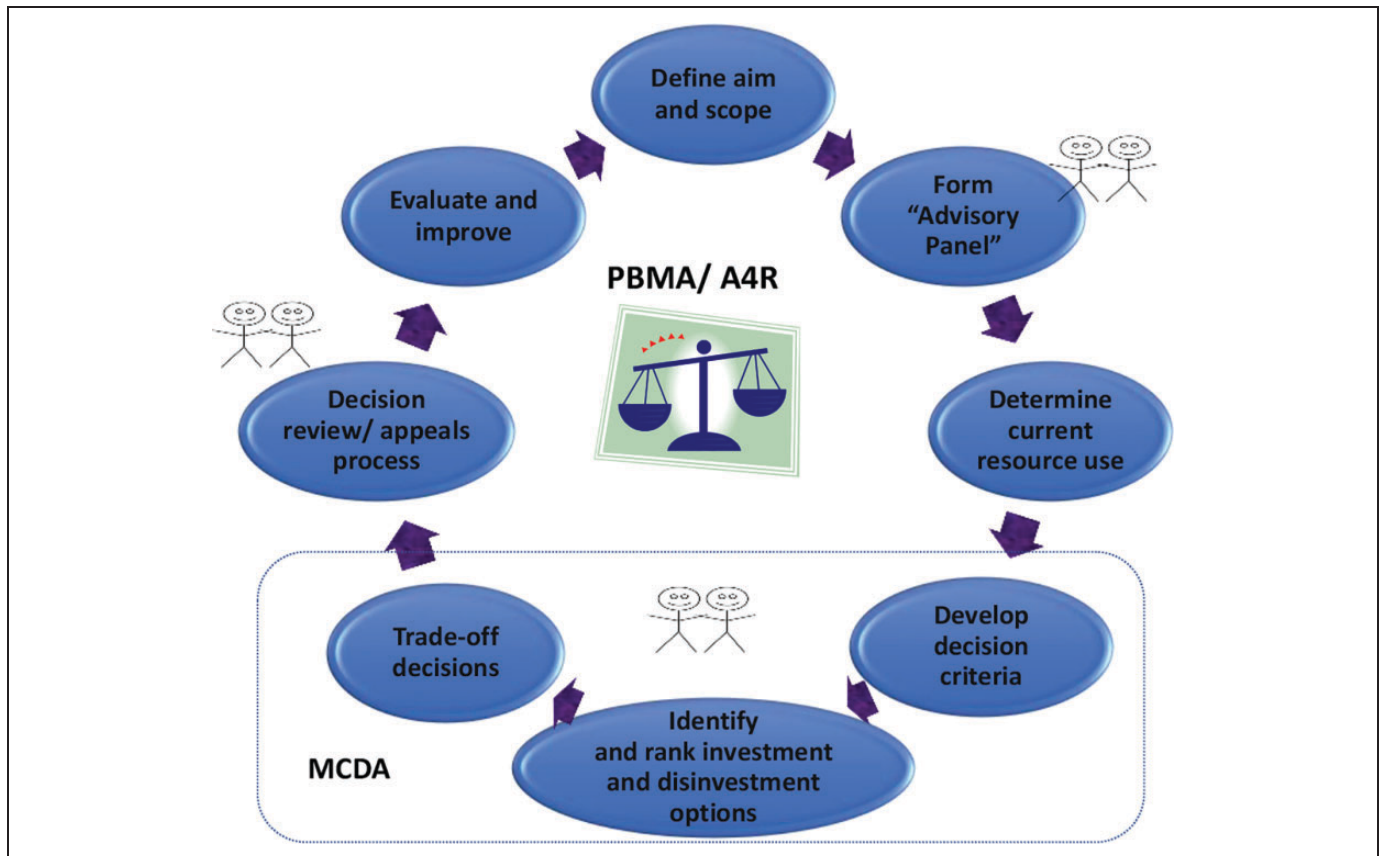 Define aim
and scope
Form
“Advisory
Panel”
Determine
current
resource use
Develop
decision
criteria
Identify
and rank investment
and disinvestment
options
Trade-off
decisions
Decision
review/ appeals
process
Evaluate and
improve
PBMA/ A4R
MCDA